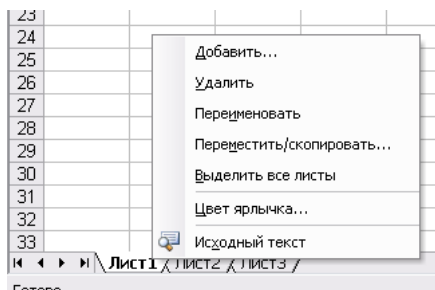 23
24
25
26
27
28
29
30
31
32
33
Добавить...
Удалить
Переименовать
Переместить/скопировать...
Выделить все листы
Цвет ярлычка...
Исходный текст
Лист1 Лист2 Лист3
Готово